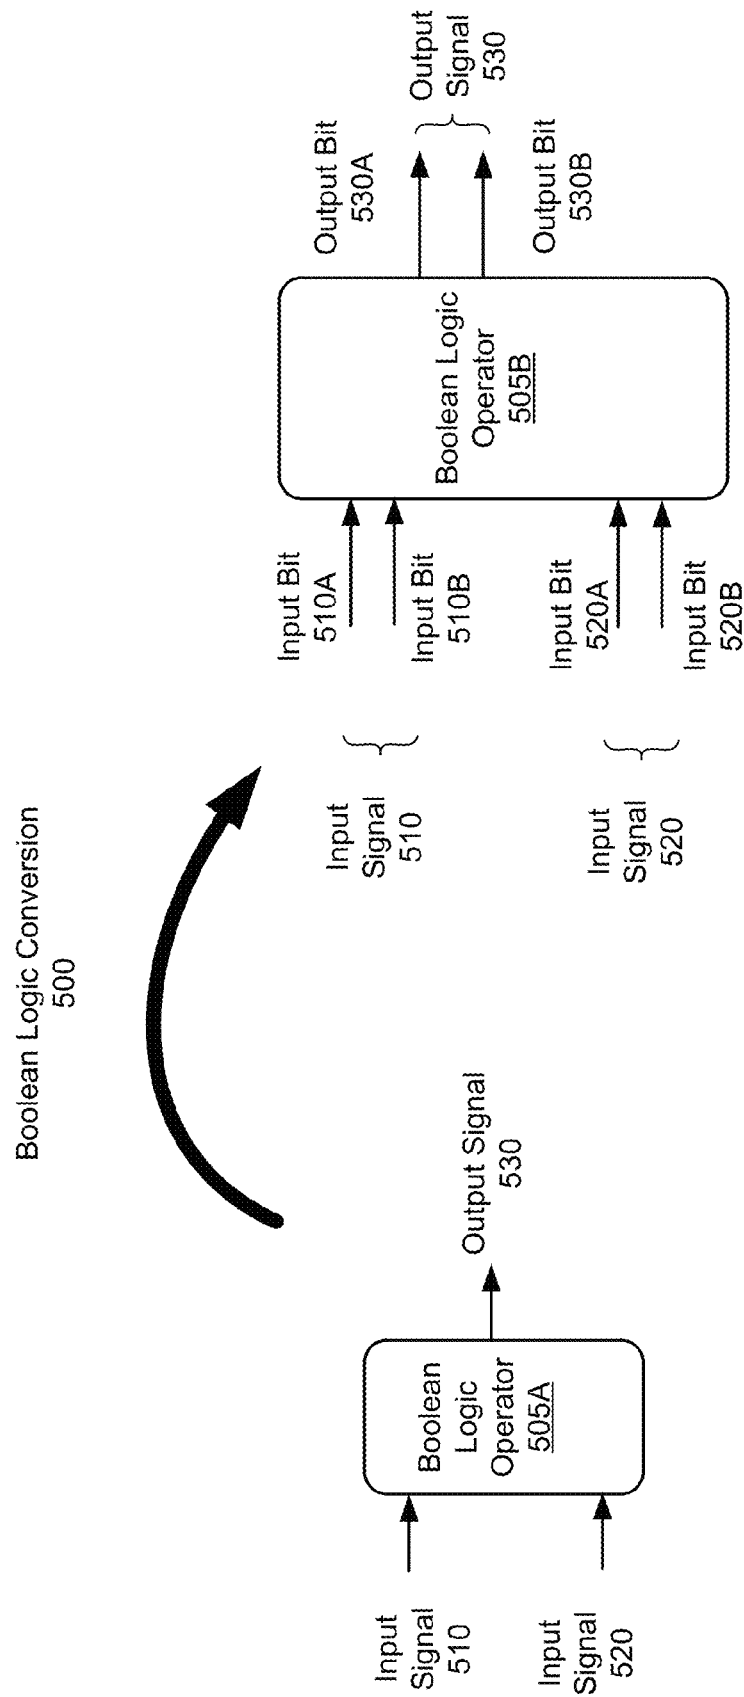 Boolean Logic Conversion
500
Input
Signal
510
Input
Signal
520
Boolean
Logic
Operator
505A
Output Signal
530
Input
Signal
510
Input
Signal
520
Input Bit
510A
Input Bit
510B
Input Bit
520A
Input Bit
520B
Boolean Logic
Operator
505B
Output Bit
530A
Output Bit
530B
Output
Signal
530